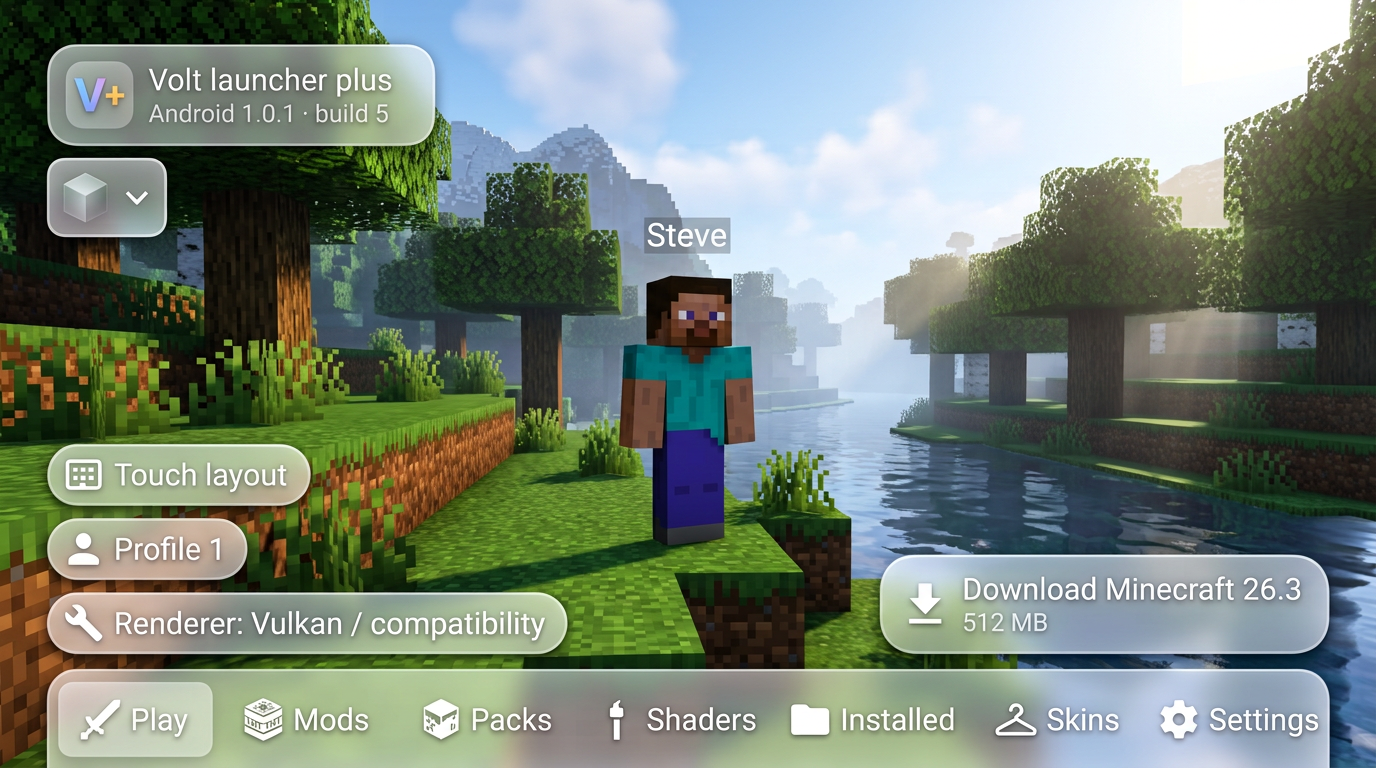 V+
Volt launcher plus
Android 1.0.1 · build 5
Steve
Touch layout
Profile 1
Renderer: Vulkan / compatibility
Download Minecraft 26.3
512 MB
Play
Mods
Packs
Shaders
Installed
Skins
Settings